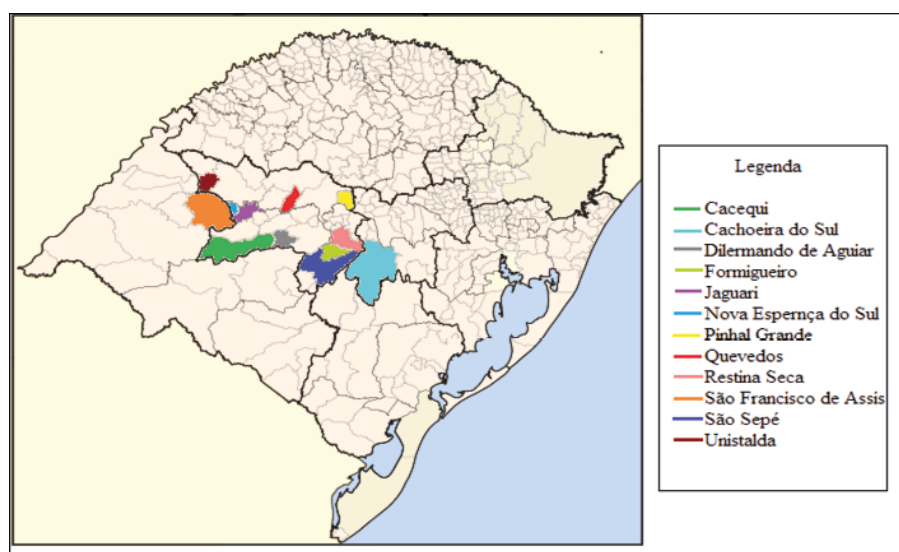 Legenda
Cacequi
Cachoeira do Sul
Dilermando de Aguiar
Formigueiro
Jaguari
Nova Espernça do Sul
Pinhal Grande
Quevedos
Restina Seca
São Francisco de Assis
São Sepé
Unistalda